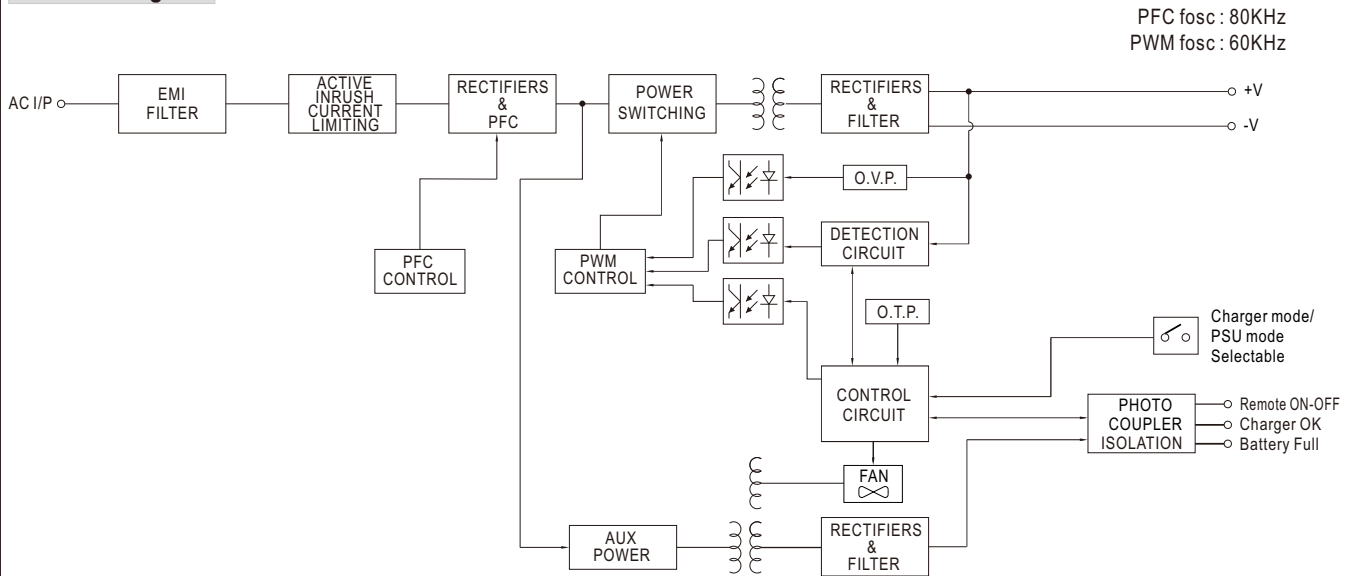 PFC fosc : 80KHz
PWM fosc : 60KHz
AC I/P
EMI
FILTER
ACTIVE
INRUSH
CURRENT
LIMITING
RECTIFIERS
&
PFC
POWER
SWITCHING
RECTIFIERS
&
FILTER
+V
-V
O.V.P.
DETECTION
CIRCUIT
PFC
CONTROL
PWM
CONTROL
O.T.P.
Charger mode/
PSU mode
Selectable
CONTROL
CIRCUIT
PHOTO
COUPLER
ISOLATION
Remote ON-OFF
Charger OK
Battery Full
FAN
AUX
POWER
RECTIFIERS
&
FILTER